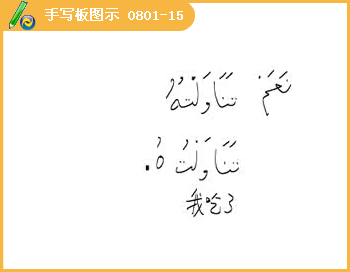 手写板图示 0801-15
نَعَمْ تَنَاوَلْتُهُ
تَنَاوَلْتُ هُ.
我吃了